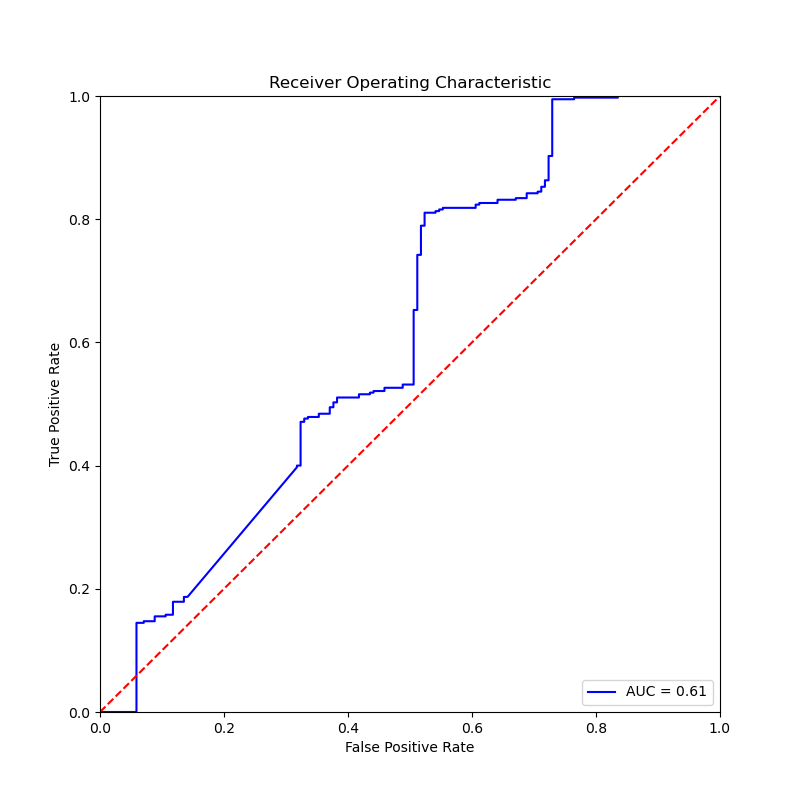 Receiver Operating Characteristic
True Positive Rate
1.0
0.8
0.6
0.4
0.2
0.0
0.0 0.2 0.4 0.6 0.8 1.0
False Positive Rate
AUC = 0.61